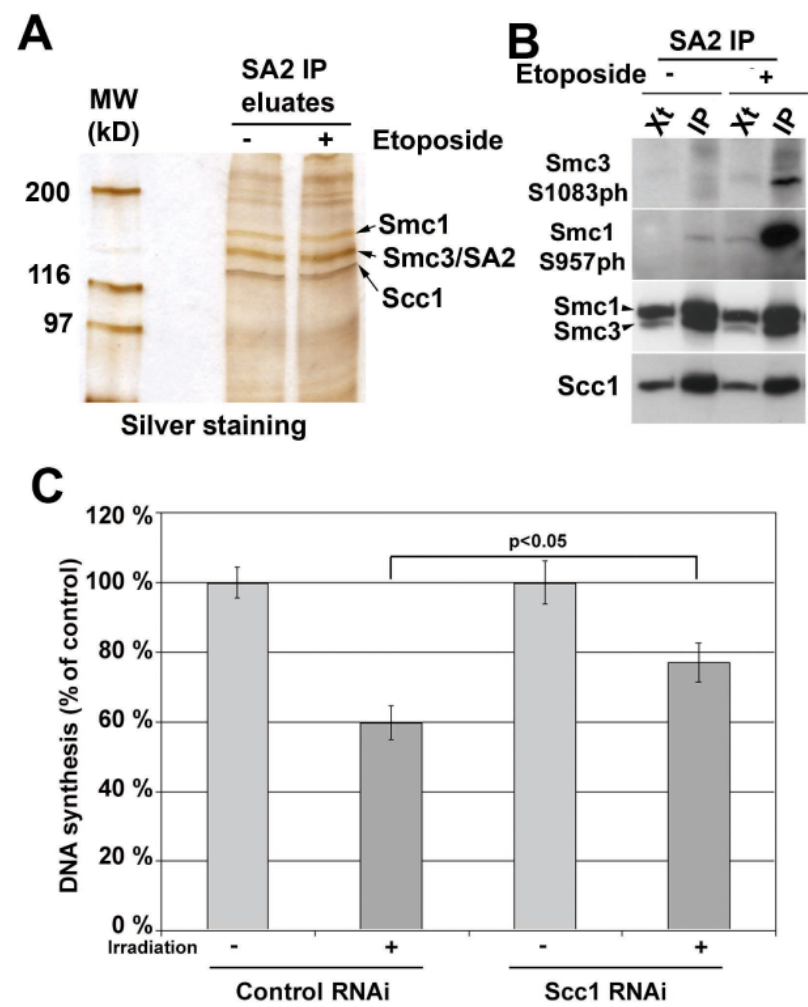 A
SA2 IP
eluates
MW
(kD)
- + Etoposide
200
116
97
Smc1
Smc3/SA2
Scc1
Silver staining
B
SA2 IP
Etoposide - +
Xt IP Xt IP
Smc3
S1083ph
Smc1
S957ph
Smc1
Smc3
Scc1
C
DNA synthesis (% of control)
120 %
100 %
80 %
60 %
40 %
20 %
0 %
p<0.05
Irradiation - + - +
Control RNAi Scc1 RNAi